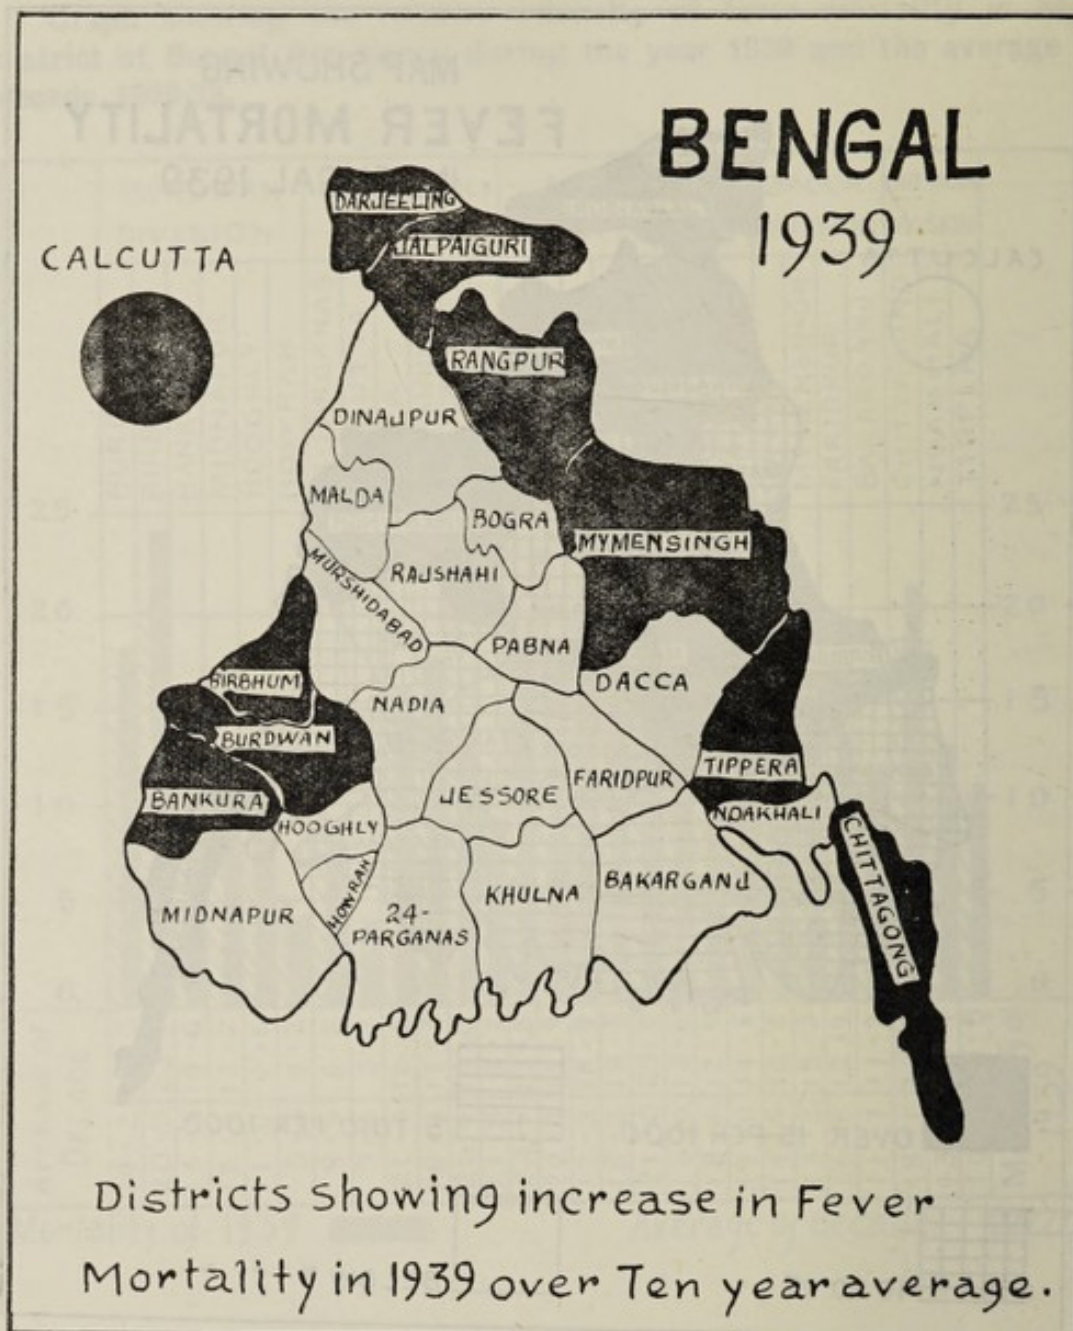 BENGAL
1939
CALCUTTA
DARJEELING
JALPAIGURI
RANGPUR
DINAJPUR
MALDA
BOGRA
MYMENSINGH
RAJSHAHI
MURSHIDABAD
PABNA
DACCA
BIRBHUM
NADIA
BURDWAN
TIPPERA
FARIDPUR
JESSORE
BANKURA
NOAKHALI
HOOGHLY
CHITTAGONG
HOWRAH
KHULNA
BAKARGANJ
MIDNAPUR
24-
PARGANAS
Districts showing increase in Fever
Mortality in 1939 over Ten year average.